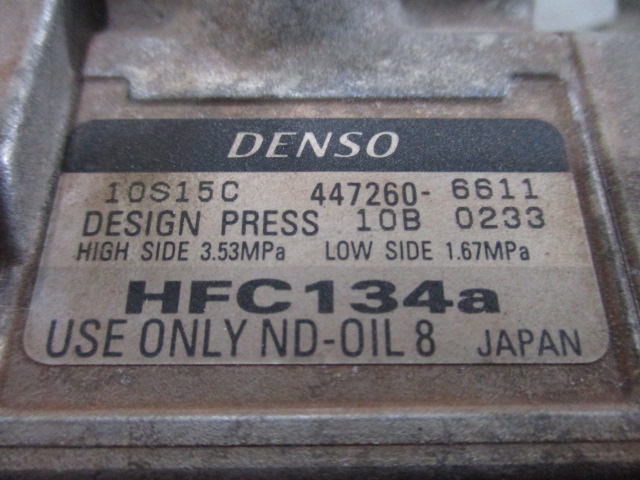 DENSO
10S15C 447260-6611
DESIGN PRESS 10B 0233
HIGH SIDE 3.53MPa LOW SIDE 1.67MPa
HFC134a
USE ONLY ND-OIL 8 JAPAN